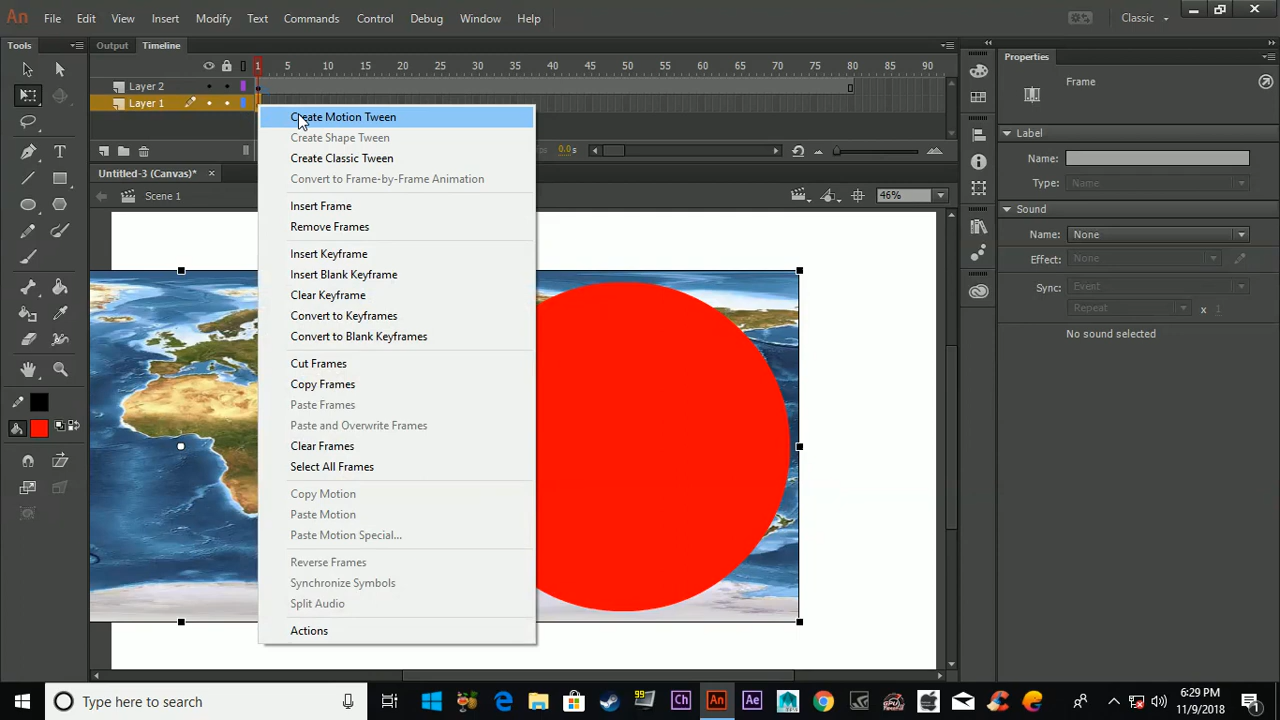 An File Edit View Insert Modify Text Commands Control Debug Window Help Classic
Tools Output Timeline Properties
1 5 10 15 20 25 30 35 40 45 50 55 60 65 70 75 80 85 90
Layer 2
Layer 1
0.0s
Untitled-3 (Canvas)* ×
Scene 1 46%
Create Motion Tween
Create Shape Tween
Create Classic Tween
Convert to Frame-by-Frame Animation
Insert Frame
Remove Frames
Insert Keyframe
Insert Blank Keyframe
Clear Keyframe
Convert to Keyframes
Convert to Blank Keyframes
Cut Frames
Copy Frames
Paste Frames
Paste and Overwrite Frames
Clear Frames
Select All Frames
Copy Motion
Paste Motion
Paste Motion Special...
Reverse Frames
Synchronize Symbols
Split Audio
Actions
Frame
Label
Name:
Type: Name
Sound
Name: None
Effect: None
Sync: Event
Repeat x 1
No sound selected
Type here to search
99
Ch
An
Ae
6:29 PM
11/9/2018